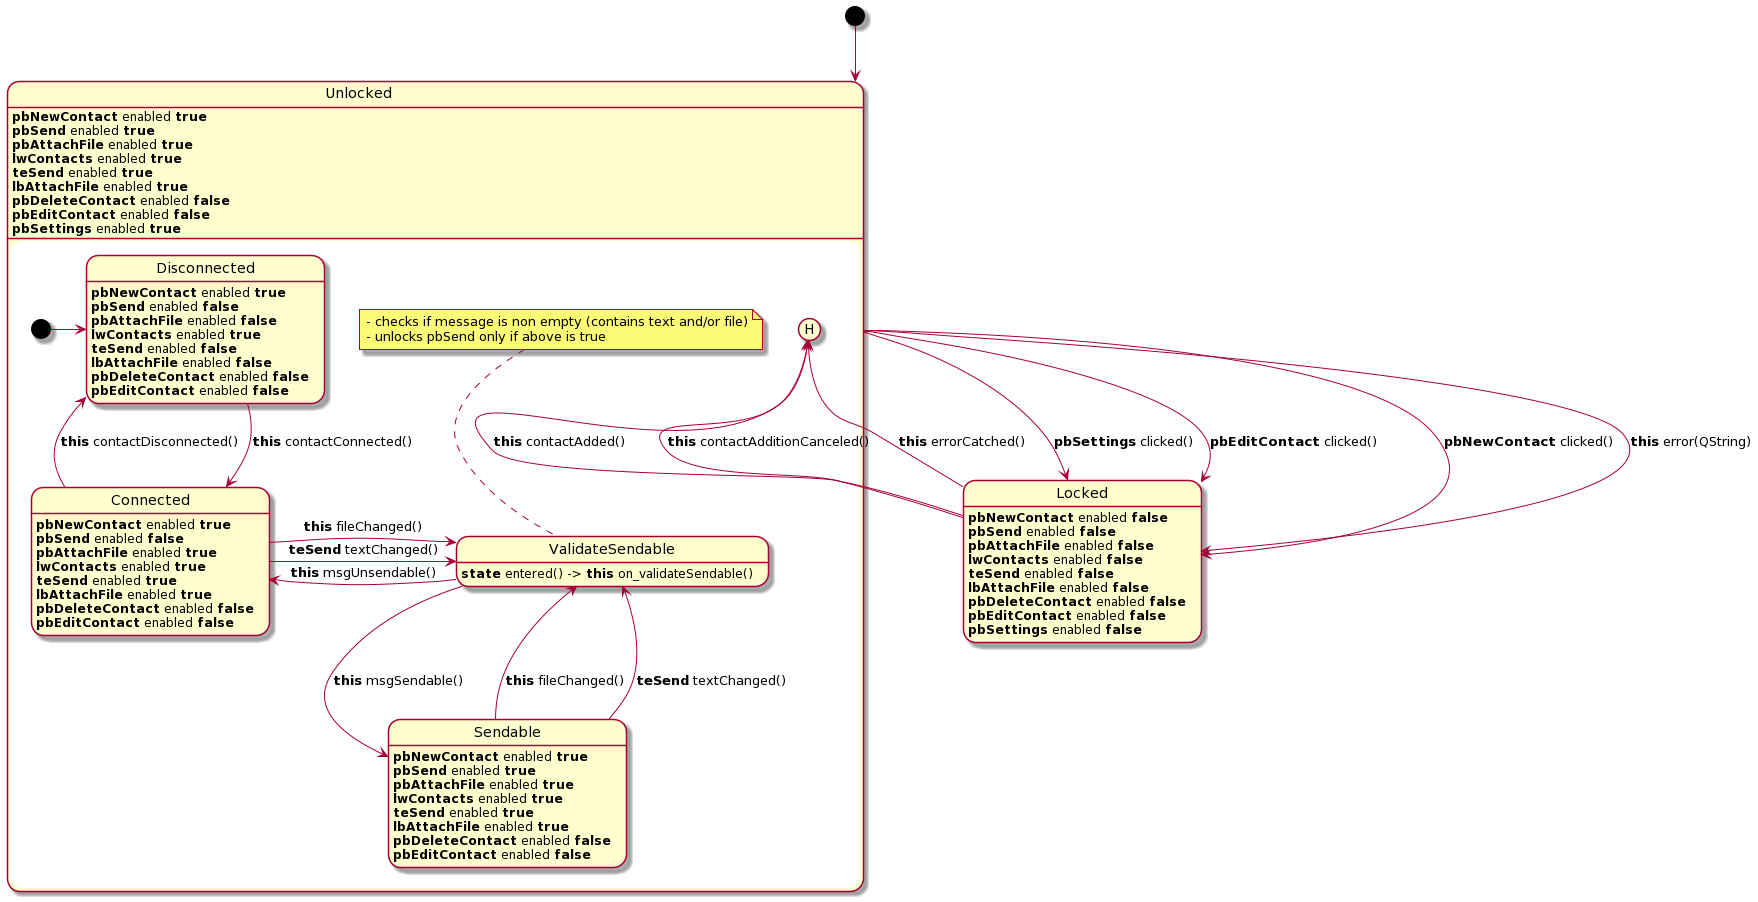 Unlocked
pbNewContact enabled true
pbSend enabled true
pbAttachFile enabled true
lwContacts enabled true
teSend enabled true
lbAttachFile enabled true
pbDeleteContact enabled false
pbEditContact enabled false
pbSettings enabled true
Disconnected
pbNewContact enabled true
pbSend enabled false
pbAttachFile enabled false
lwContacts enabled true
teSend enabled false
lbAttachFile enabled false
pbDeleteContact enabled false
pbEditContact enabled false
- checks if message is non empty (contains text and/or file)
- unlocks pbSend only if above is true
H
this contactDisconnected()
this contactConnected()
this contactAdded()
this contactAdditionCanceled()
this errorCatched()
pbSettings clicked()
pbEditContact clicked()
pbNewContact clicked()
this error(QString)
Connected
pbNewContact enabled true
pbSend enabled false
pbAttachFile enabled true
lwContacts enabled true
teSend enabled true
lbAttachFile enabled true
pbDeleteContact enabled false
pbEditContact enabled false
this fileChanged()
teSend textChanged()
this msgUnsendable()
ValidateSendable
state entered() -> this on_validateSendable()
Locked
pbNewContact enabled false
pbSend enabled false
pbAttachFile enabled false
lwContacts enabled false
teSend enabled false
lbAttachFile enabled false
pbDeleteContact enabled false
pbEditContact enabled false
pbSettings enabled false
this msgSendable()
this fileChanged()
teSend textChanged()
Sendable
pbNewContact enabled true
pbSend enabled true
pbAttachFile enabled true
lwContacts enabled true
teSend enabled true
lbAttachFile enabled true
pbDeleteContact enabled false
pbEditContact enabled false